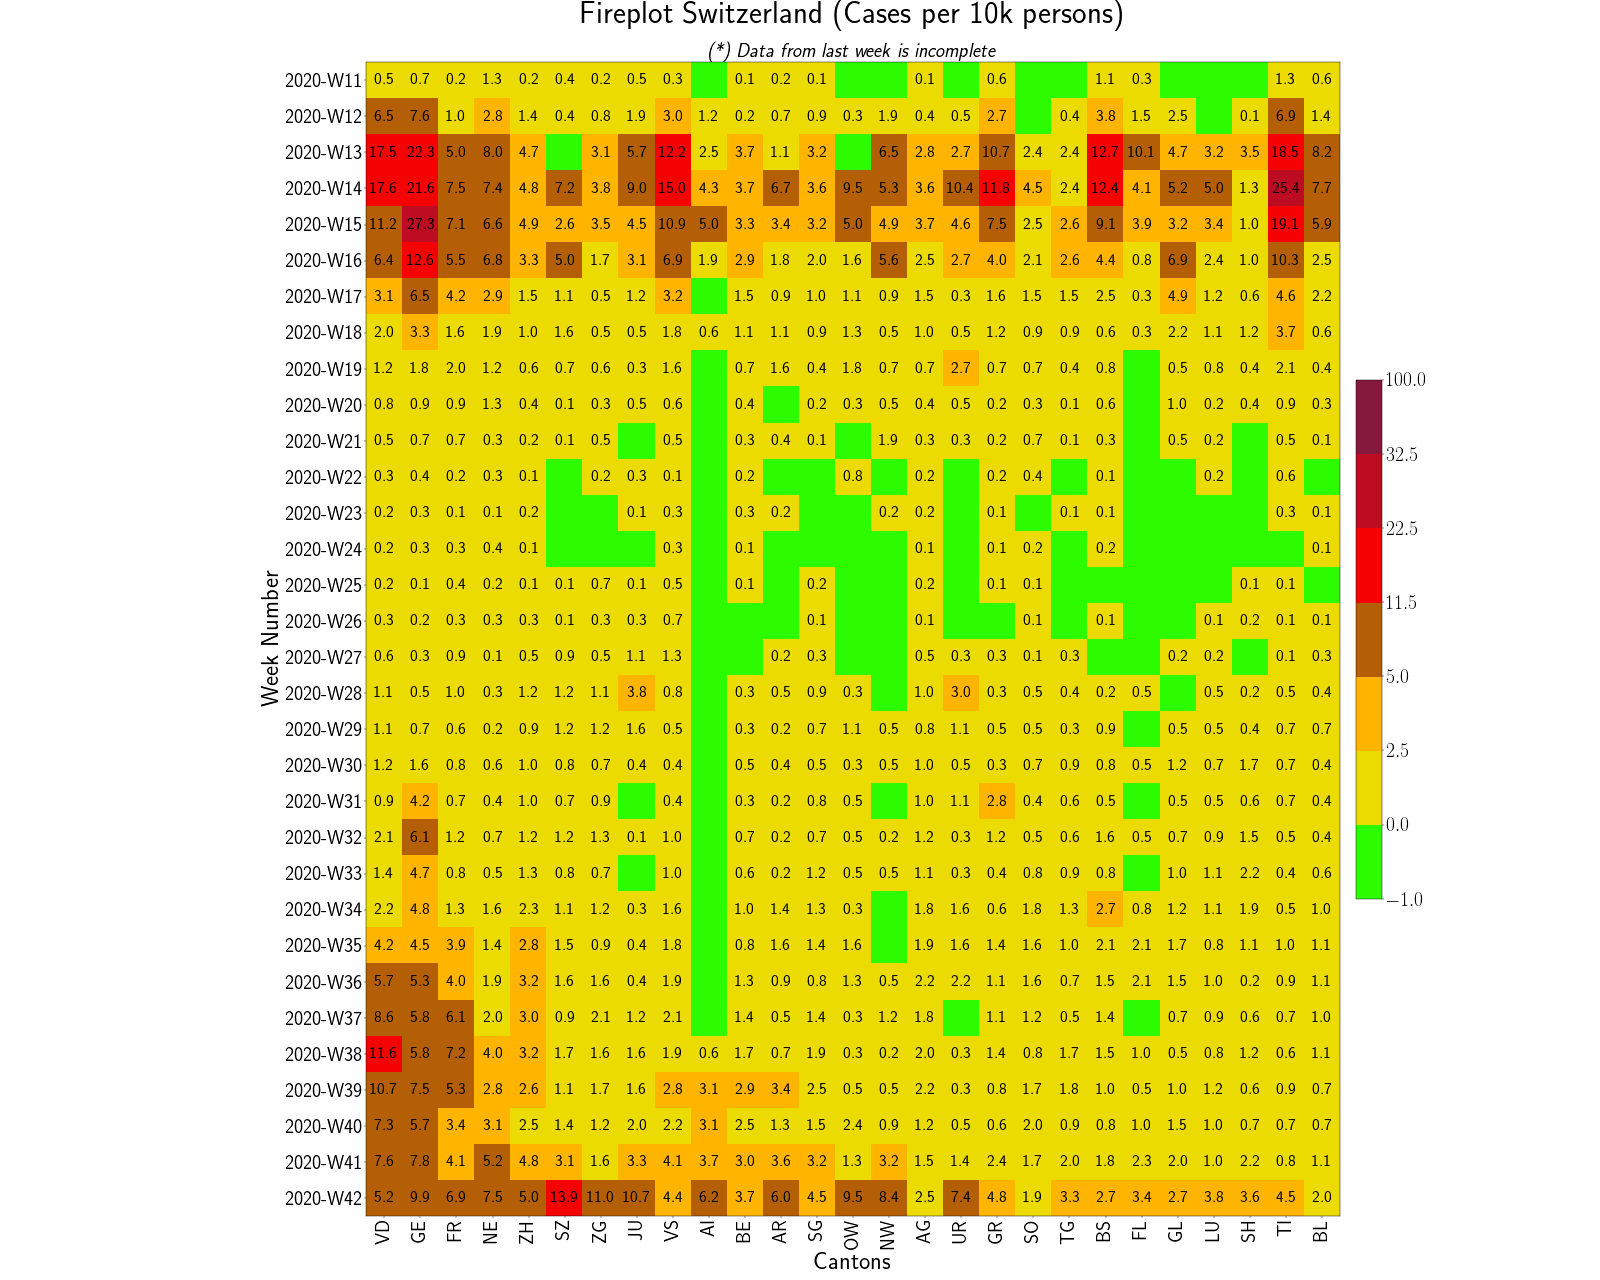 Fireplot Switzerland (Cases per 10k persons)
(*) Data from last week is incomplete
2020-W11 0.5 0.7 0.2 1.3 0.2 0.4 0.2 0.5 0.3 0.1 0.2 0.1 0.1 0.6 1.1 0.3 1.3 0.6
2020-W12 6.5 7.6 1.0 2.8 1.4 0.4 0.8 1.9 3.0 1.2 0.2 0.7 0.9 0.3 1.9 0.4 0.5 2.7 0.4 3.8 1.5 2.5 0.1 6.9 1.4
2020-W13 17.5 22.3 5.0 8.0 4.7 3.1 5.7 12.2 2.5 3.7 1.1 3.2 6.5 2.8 2.7 10.7 2.4 2.4 12.7 10.1 4.7 3.2 3.5 18.5 8.2
2020-W14 17.6 21.6 7.5 7.4 4.8 7.2 3.8 9.0 15.0 4.3 3.7 6.7 3.6 9.5 5.3 3.6 10.4 11.8 4.5 2.4 12.4 4.1 5.2 5.0 1.3 25.4 7.7
2020-W15 11.2 27.3 7.1 6.6 4.9 2.6 3.5 4.5 10.9 5.0 3.3 3.4 3.2 5.0 4.9 3.7 4.6 7.5 2.5 2.6 9.1 3.9 3.2 3.4 1.0 19.1 5.9
2020-W16 6.4 12.6 5.5 6.8 3.3 5.0 1.7 3.1 6.9 1.9 2.9 1.8 2.0 1.6 5.6 2.5 2.7 4.0 2.1 2.6 4.4 0.8 6.9 2.4 1.0 10.3 2.5
2020-W17 3.1 6.5 4.2 2.9 1.5 1.1 0.5 1.2 3.2 1.5 0.9 1.0 1.1 0.9 1.5 0.3 1.6 1.5 1.5 2.5 0.3 4.9 1.2 0.6 4.6 2.2
2020-W18 2.0 3.3 1.6 1.9 1.0 1.6 0.5 0.5 1.8 0.6 1.1 1.1 0.9 1.3 0.5 1.0 0.5 1.2 0.9 0.9 0.6 0.3 2.2 1.1 1.2 3.7 0.6
2020-W19 1.2 1.8 2.0 1.2 0.6 0.7 0.6 0.3 1.6 0.7 1.6 0.4 1.8 0.7 0.7 2.7 0.7 0.7 0.4 0.8 0.5 0.8 0.4 2.1 0.4
2020-W20 0.8 0.9 0.9 1.3 0.4 0.1 0.3 0.5 0.6 0.4 0.2 0.3 0.5 0.4 0.5 0.2 0.3 0.1 0.6 1.0 0.2 0.4 0.9 0.3
2020-W21 0.5 0.7 0.7 0.3 0.2 0.1 0.5 0.5 0.3 0.4 0.1 1.9 0.3 0.3 0.2 0.7 0.1 0.3 0.5 0.2 0.5 0.1
2020-W22 0.3 0.4 0.2 0.3 0.1 0.2 0.3 0.1 0.2 0.8 0.2 0.2 0.4 0.1 0.2 0.6
2020-W23 0.2 0.3 0.1 0.1 0.2 0.1 0.3 0.3 0.2 0.2 0.2 0.1 0.1 0.1 0.3 0.1
2020-W24 0.2 0.3 0.3 0.4 0.1 0.3 0.1 0.1 0.1 0.2 0.2 0.1
2020-W25 0.2 0.1 0.4 0.2 0.1 0.1 0.7 0.1 0.5 0.1 0.2 0.2 0.1 0.1 0.1 0.1
2020-W26 0.3 0.2 0.3 0.3 0.3 0.1 0.3 0.3 0.7 0.1 0.1 0.1 0.1 0.1 0.2 0.1 0.1
2020-W27 0.6 0.3 0.9 0.1 0.5 0.9 0.5 1.1 1.3 0.2 0.3 0.5 0.3 0.3 0.1 0.3 0.2 0.2 0.1 0.3
2020-W28 1.1 0.5 1.0 0.3 1.2 1.2 1.1 3.8 0.8 0.3 0.5 0.9 0.3 1.0 3.0 0.3 0.5 0.4 0.2 0.5 0.5 0.2 0.5 0.4
2020-W29 1.1 0.7 0.6 0.2 0.9 1.2 1.2 1.6 0.5 0.3 0.2 0.7 1.1 0.5 0.8 1.1 0.5 0.5 0.3 0.9 0.5 0.5 0.4 0.7 0.7
2020-W30 1.2 1.6 0.8 0.6 1.0 0.8 0.7 0.4 0.4 0.5 0.4 0.5 0.3 0.5 1.0 0.5 0.3 0.7 0.9 0.8 0.5 1.2 0.7 1.7 0.7 0.4
2020-W31 0.9 4.2 0.7 0.4 1.0 0.7 0.9 0.4 0.3 0.2 0.8 0.5 1.0 1.1 2.8 0.4 0.6 0.5 0.5 0.5 0.6 0.7 0.4
2020-W32 2.1 6.1 1.2 0.7 1.2 1.2 1.3 0.1 1.0 0.7 0.2 0.7 0.5 0.2 1.2 0.3 1.2 0.5 0.6 1.6 0.5 0.7 0.9 1.5 0.5 0.4
2020-W33 1.4 4.7 0.8 0.5 1.3 0.8 0.7 1.0 0.6 0.2 1.2 0.5 0.5 1.1 0.3 0.4 0.8 0.9 0.8 1.0 1.1 2.2 0.4 0.6
2020-W34 2.2 4.8 1.3 1.6 2.3 1.1 1.2 0.3 1.6 1.0 1.4 1.3 0.3 1.8 1.6 0.6 1.8 1.3 2.7 0.8 1.2 1.1 1.9 0.5 1.0
2020-W35 4.2 4.5 3.9 1.4 2.8 1.5 0.9 0.4 1.8 0.8 1.6 1.4 1.6 1.9 1.6 1.4 1.6 1.0 2.1 2.1 1.7 0.8 1.1 1.0 1.1
2020-W36 5.7 5.3 4.0 1.9 3.2 1.6 1.6 0.4 1.9 1.3 0.9 0.8 1.3 0.5 2.2 2.2 1.1 1.6 0.7 1.5 2.1 1.5 1.0 0.2 0.9 1.1
2020-W37 8.6 5.8 6.1 2.0 3.0 0.9 2.1 1.2 2.1 1.4 0.5 1.4 0.3 1.2 1.8 1.1 1.2 0.5 1.4 0.7 0.9 0.6 0.7 1.0
2020-W38 11.6 5.8 7.2 4.0 3.2 1.7 1.6 1.6 1.9 0.6 1.7 0.7 1.9 0.3 0.2 2.0 0.3 1.4 0.8 1.7 1.5 1.0 0.5 0.8 1.2 0.6 1.1
2020-W39 10.7 7.5 5.3 2.8 2.6 1.1 1.7 1.6 2.8 3.1 2.9 3.4 2.5 0.5 0.5 2.2 0.3 0.8 1.7 1.8 1.0 0.5 1.0 1.2 0.6 0.9 0.7
2020-W40 7.3 5.7 3.4 3.1 2.5 1.4 1.2 2.0 2.2 3.1 2.5 1.3 1.5 2.4 0.9 1.2 0.5 0.6 2.0 0.9 0.8 1.0 1.5 1.0 0.7 0.7 0.7
2020-W41 7.6 7.8 4.1 5.2 4.8 3.1 1.6 3.3 4.1 3.7 3.0 3.6 3.2 1.3 3.2 1.5 1.4 2.4 1.7 2.0 1.8 2.3 2.0 1.0 2.2 0.8 1.1
2020-W42 5.2 9.9 6.9 7.5 5.0 13.9 11.0 10.7 4.4 6.2 3.7 6.0 4.5 9.5 8.4 2.5 7.4 4.8 1.9 3.3 2.7 3.4 2.7 3.8 3.6 4.5 2.0
VD GE FR NE ZH SZ ZG JU VS AI BE AR SG OW NW AG UR GR SO TG BS FL GL LU SH TI BL
Cantons
Week Number
100.0
32.5
22.5
11.5
5.0
2.5
0.0
−1.0